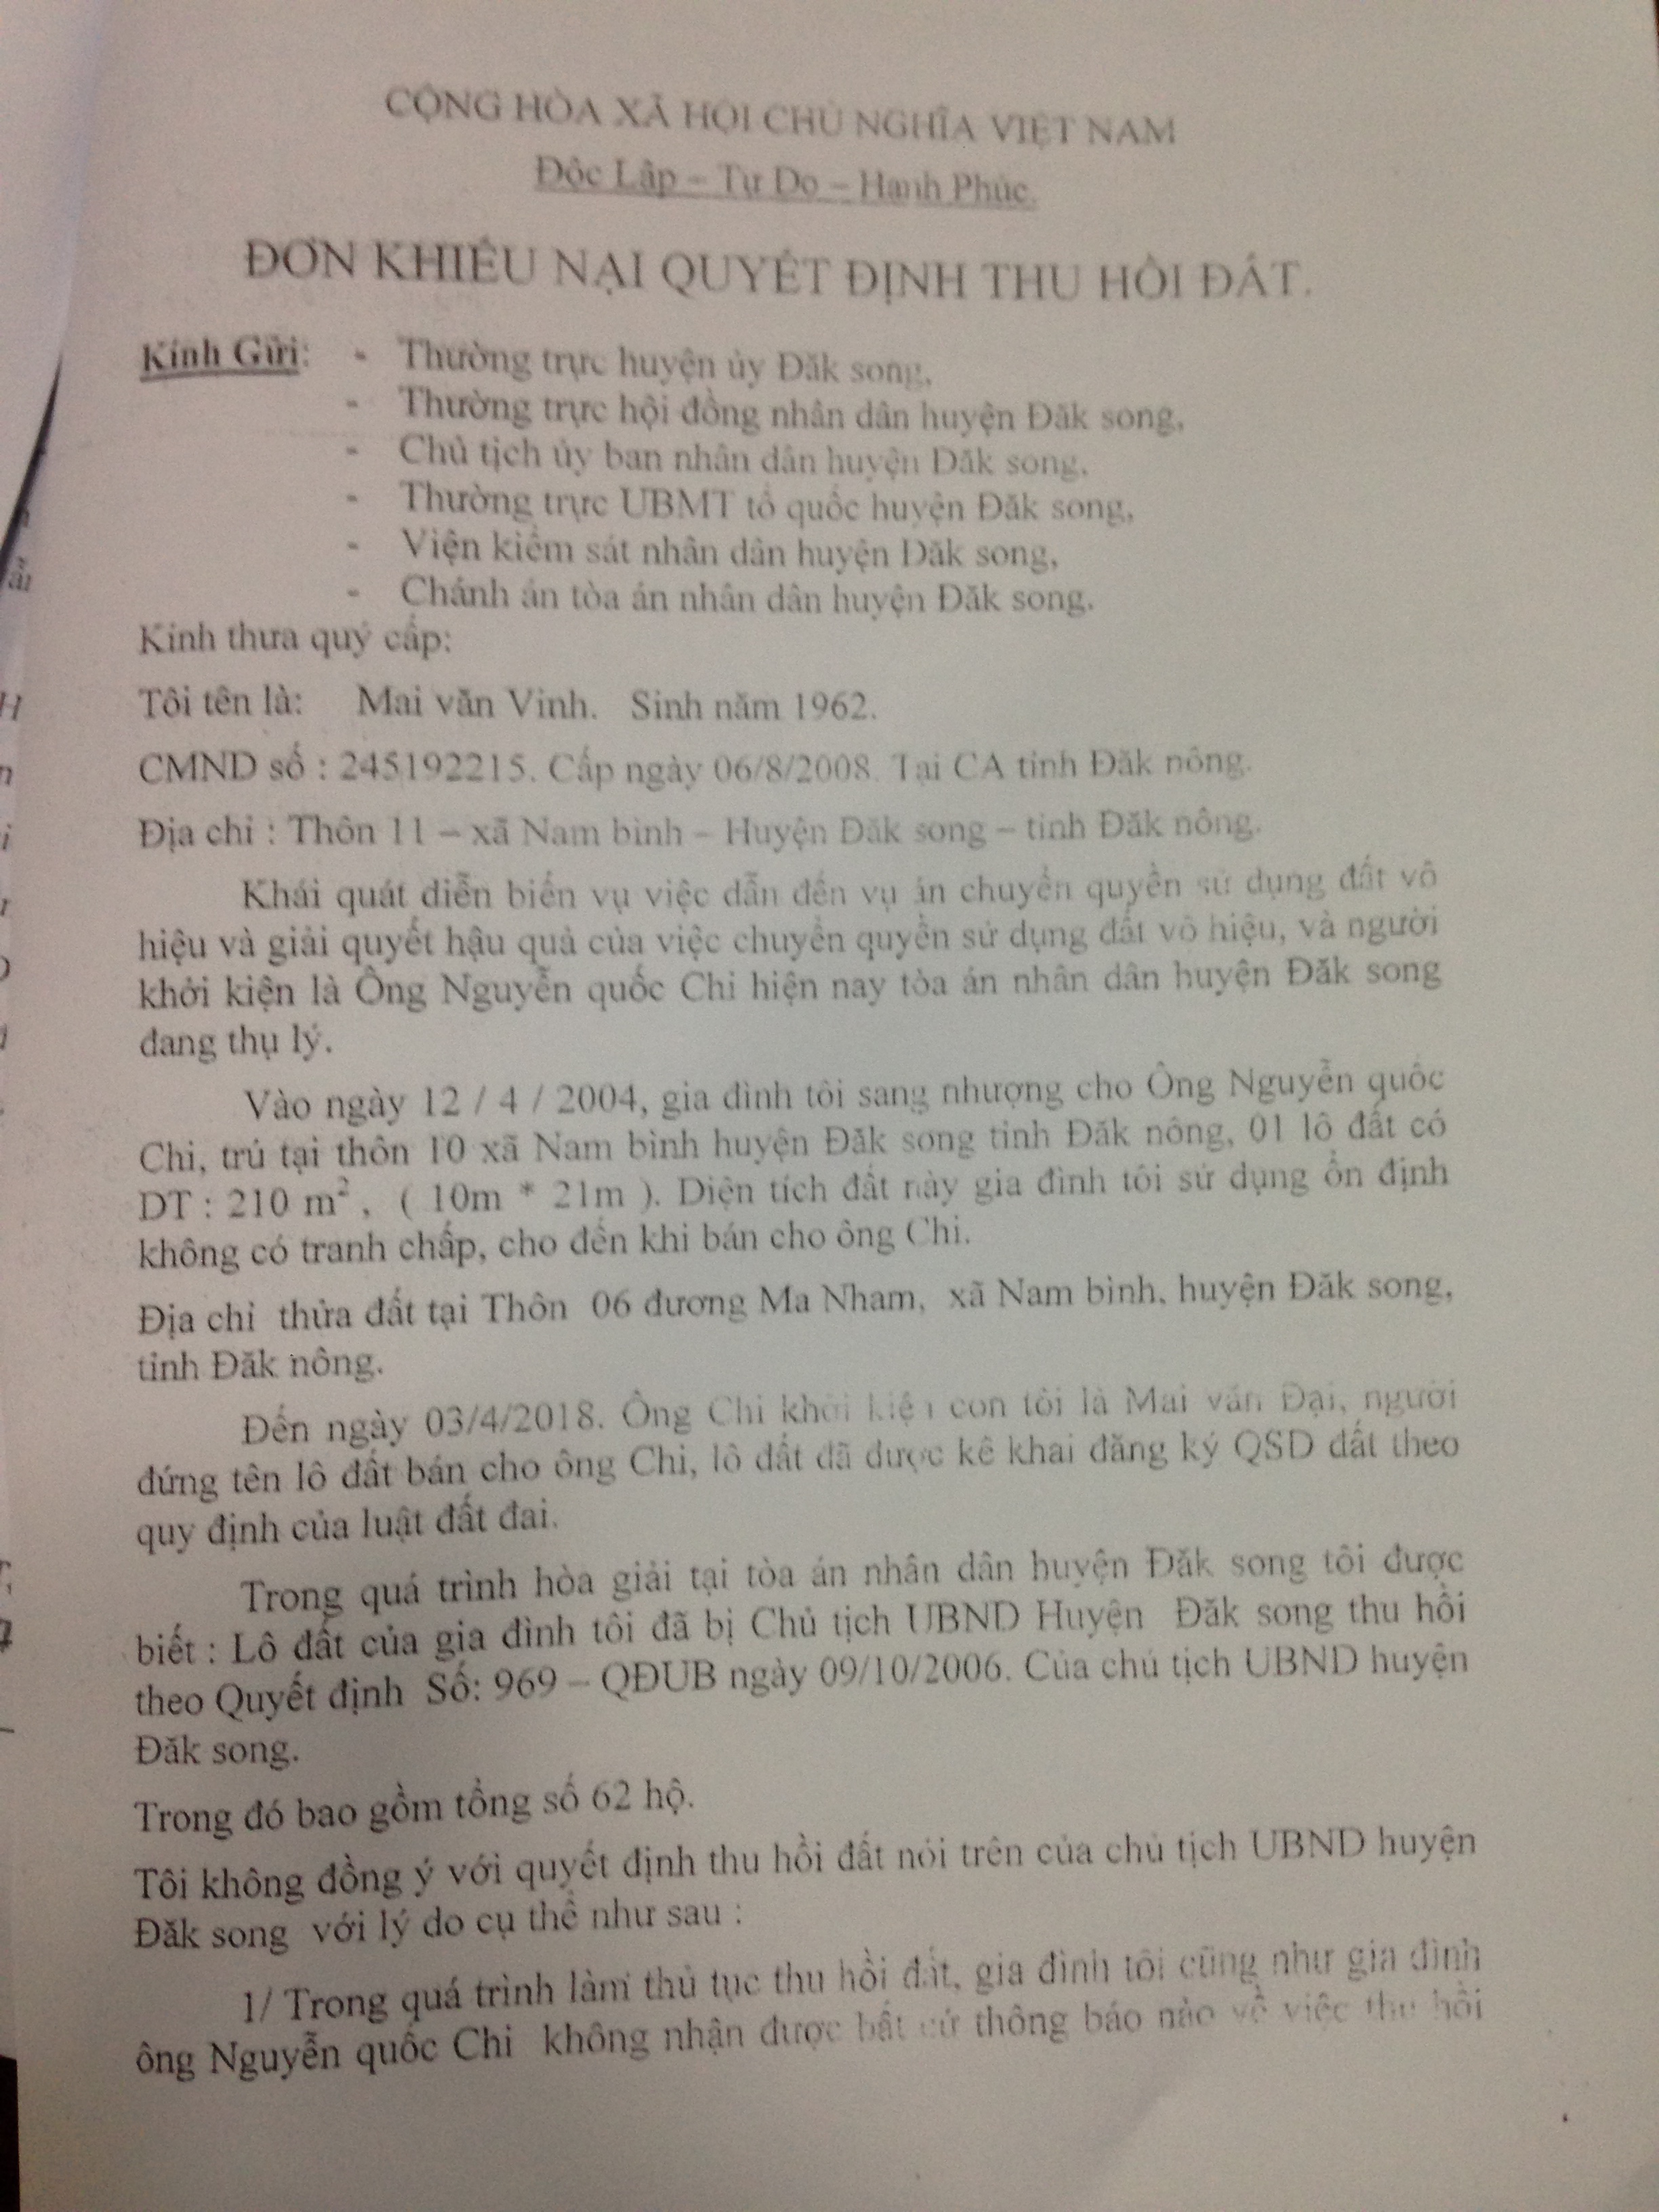 CỘNG HÒA XÃ HỘI CHỦ NGHĨA VIỆT NAM
Độc Lập – Tự Do – Hạnh Phúc.
ĐƠN KHIẾU NẠI QUYẾT ĐỊNH THU HỒI ĐẤT.
Kính Gửi: - Thường trực huyện ủy Đăk song,
- Thường trực hội đồng nhân dân huyện Đăk song,
- Chủ tịch ủy ban nhân dân huyện Đăk song,
- Thường trực UBMT tổ quốc huyện Đăk song,
- Viện kiểm sát nhân dân huyện Đăk song,
- Chánh án tòa án nhân dân huyện Đăk song,
Kính thưa quý cấp:
Tôi tên là: Mai văn Vinh. Sinh năm 1962.
CMND số : 245192215. Cấp ngày 06/8/2008. Tại CA tỉnh Đăk nông.
Địa chỉ : Thôn 11 – xã Nam bình – Huyện Đăk song – tỉnh Đăk nông.
Khái quát diễn biến vụ việc dẫn đến vụ án chuyển quyền sử dụng đất vô
hiệu và giải quyết hậu quả của việc chuyển quyền sử dụng đất vô hiệu, và người
khởi kiện là Ông Nguyễn quốc Chi hiện nay tòa án nhân dân huyện Đăk song
đang thụ lý.
Vào ngày 12 / 4 / 2004, gia đình tôi sang nhượng cho Ông Nguyễn quốc
Chi, trú tại thôn 10 xã Nam bình huyện Đăk song tỉnh Đăk nông, 01 lô đất có
DT : 210 m², ( 10m * 21m ). Diện tích đất này gia đình tôi sử dụng ổn định
không có tranh chấp, cho đến khi bán cho ông Chi.
Địa chỉ thửa đất tại Thôn 06 đương Ma Nham, xã Nam bình, huyện Đăk song,
tỉnh Đăk nông.
Đến ngày 03/4/2018. Ông Chi khởi kiện con tôi là Mai văn Đại, người
đứng tên lô đất bán cho ông Chi, lô đất đã được kê khai đăng ký QSD đất theo
quy định của luật đất đai.
Trong quá trình hòa giải tại tòa án nhân dân huyện Đăk song tôi được
biết : Lô đất của gia đình tôi đã bị Chủ tịch UBND Huyện Đăk song thu hồi
theo Quyết định Số: 969 – QĐUB ngày 09/10/2006. Của chủ tịch UBND huyện
Đăk song.
Trong đó bao gồm tổng số 62 hộ.
Tôi không đồng ý với quyết định thu hồi đất nói trên của chủ tịch UBND huyện
Đăk song với lý do cụ thể như sau :
1/ Trong quá trình làm thủ tục thu hồi đất, gia đình tôi cũng như gia đình
ông Nguyễn quốc Chi không nhận được bất cứ thông báo nào về việc thu hồi